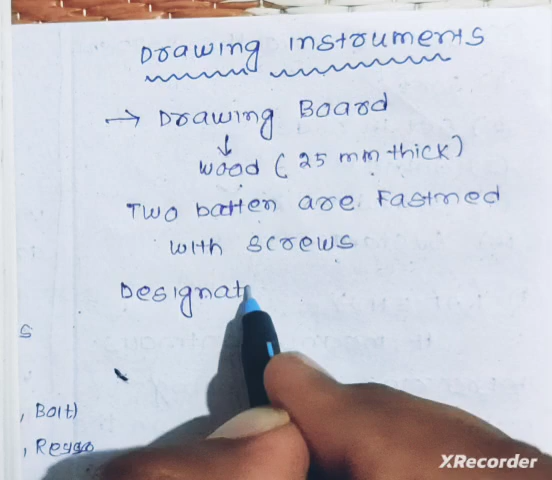 Drawing Instruments
→ Drawing Board
↓
wood (25 mm thick)
Two batten are Fastned
with screws
Designat
s
, Bolt)
XRecorder